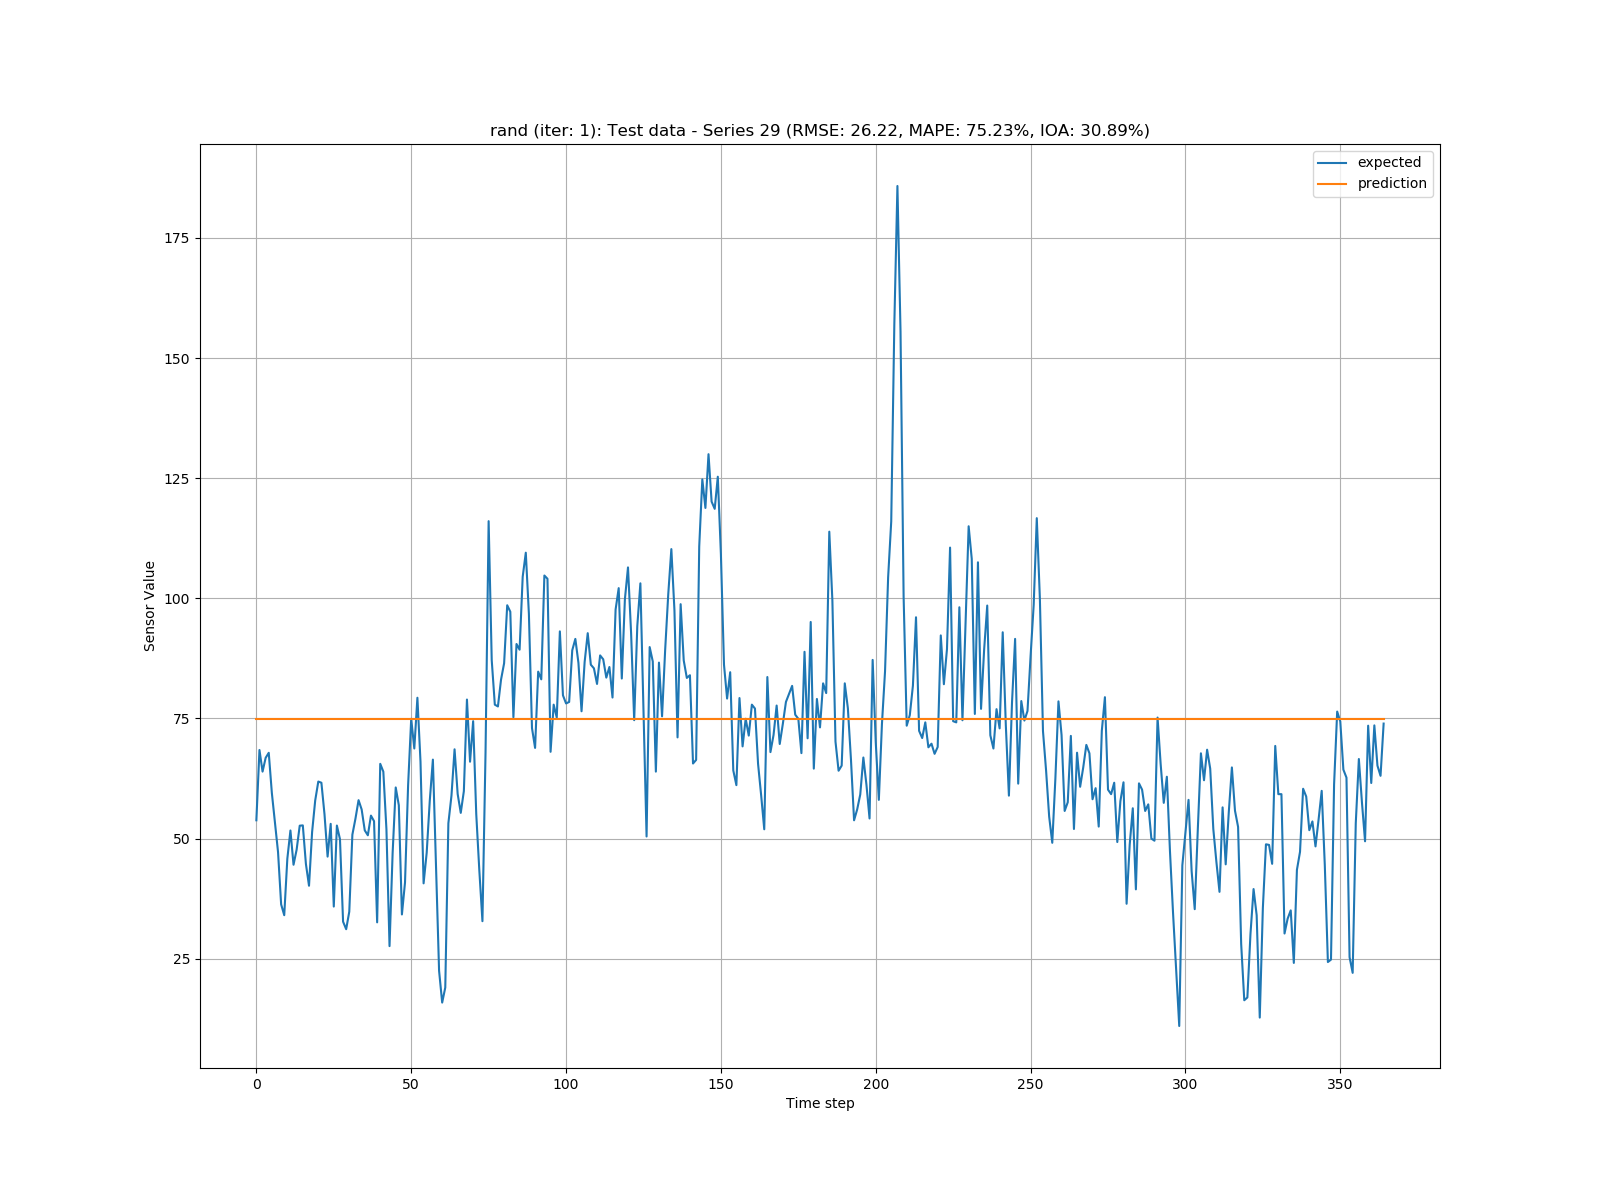 rand (iter: 1): Test data - Series 29 (RMSE: 26.22, MAPE: 75.23%, IOA: 30.89%)
expected
prediction
175
150
125
100
75
50
25
Sensor Value
0 50 100 150 200 250 300 350
Time step